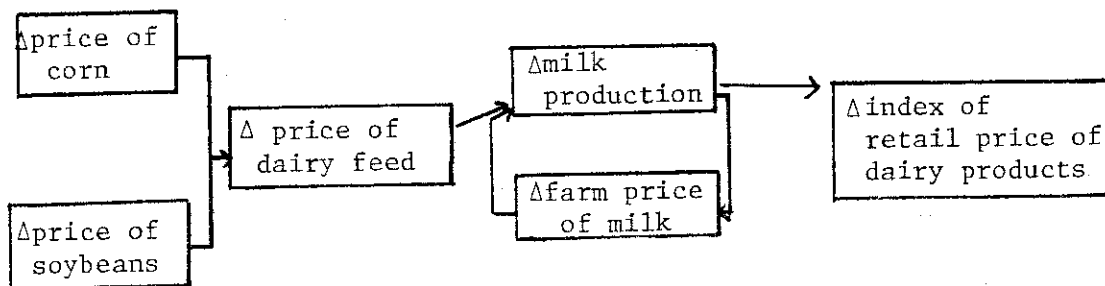 Δprice of
corn
Δprice of
soybeans
Δ price of
dairy feed
Δmilk
production
Δfarm price
of milk
Δ index of
retail price of
dairy products